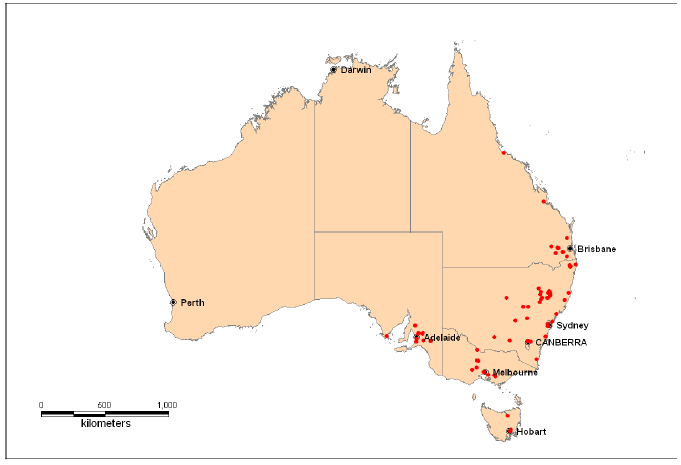 Darwin
Brisbane
Perth
Sydney
Adelaide
CANBERRA
Melbourne
0 500 1,000
kilometers
Hobart